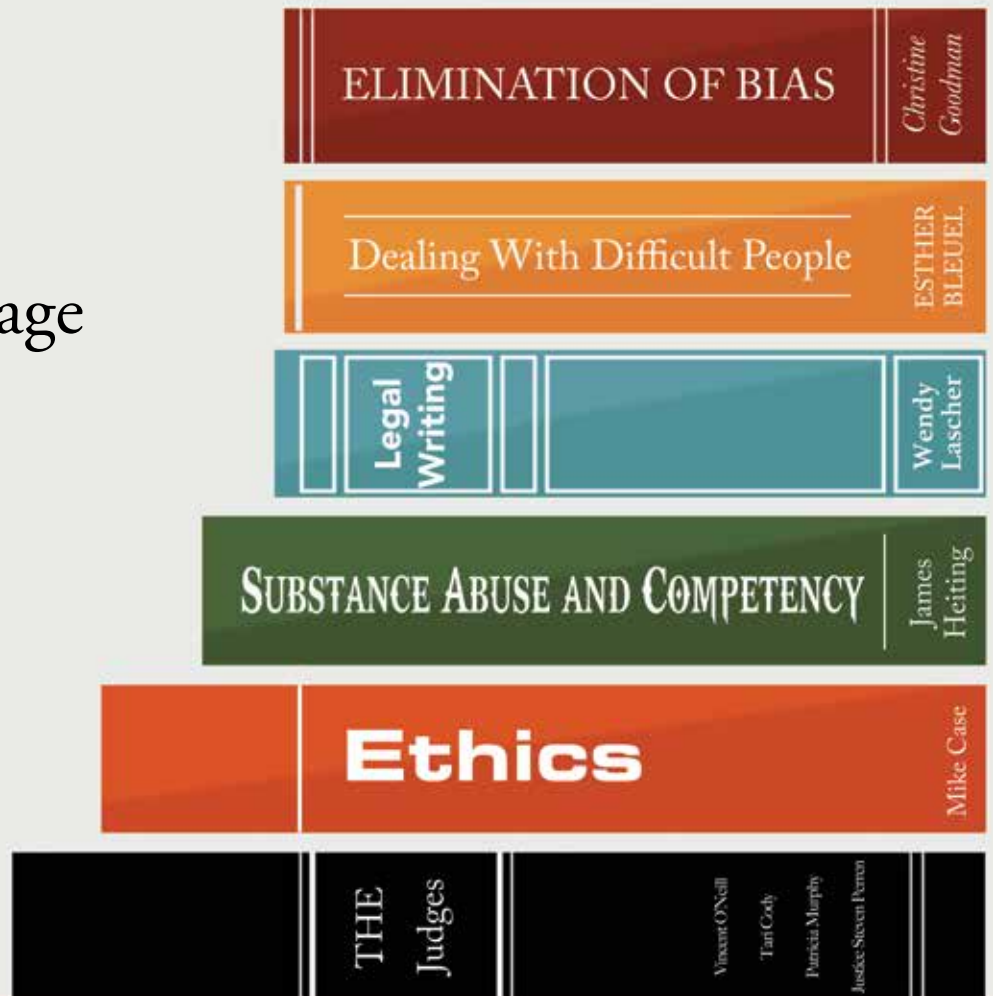 ELIMINATION OF BIAS
Christine
Goodman
Dealing With Difficult People
ESTHER
BLEUEL
age
Legal
Writing
Wendy
Lascher
SUBSTANCE ABUSE AND COMPETENCY
James
Heiting
Ethics
Mike Case
THE
Judges
Vincent O'Neill
Tari Cody
Patricia Murphy
Justice Steven Perren